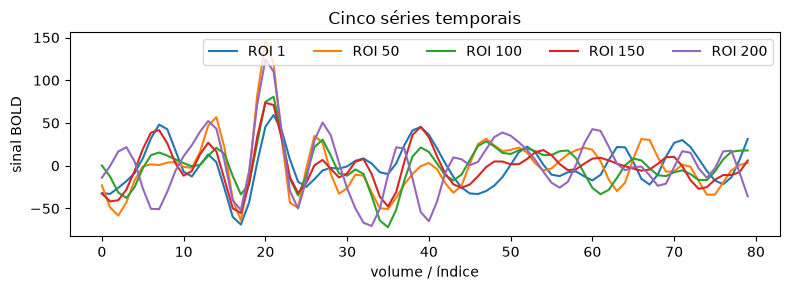 Cinco séries temporais
ROI 1 ROI 50 ROI 100 ROI 150 ROI 200
sinal BOLD
150
100
50
0
−50
0 10 20 30 40 50 60 70 80
volume / índice